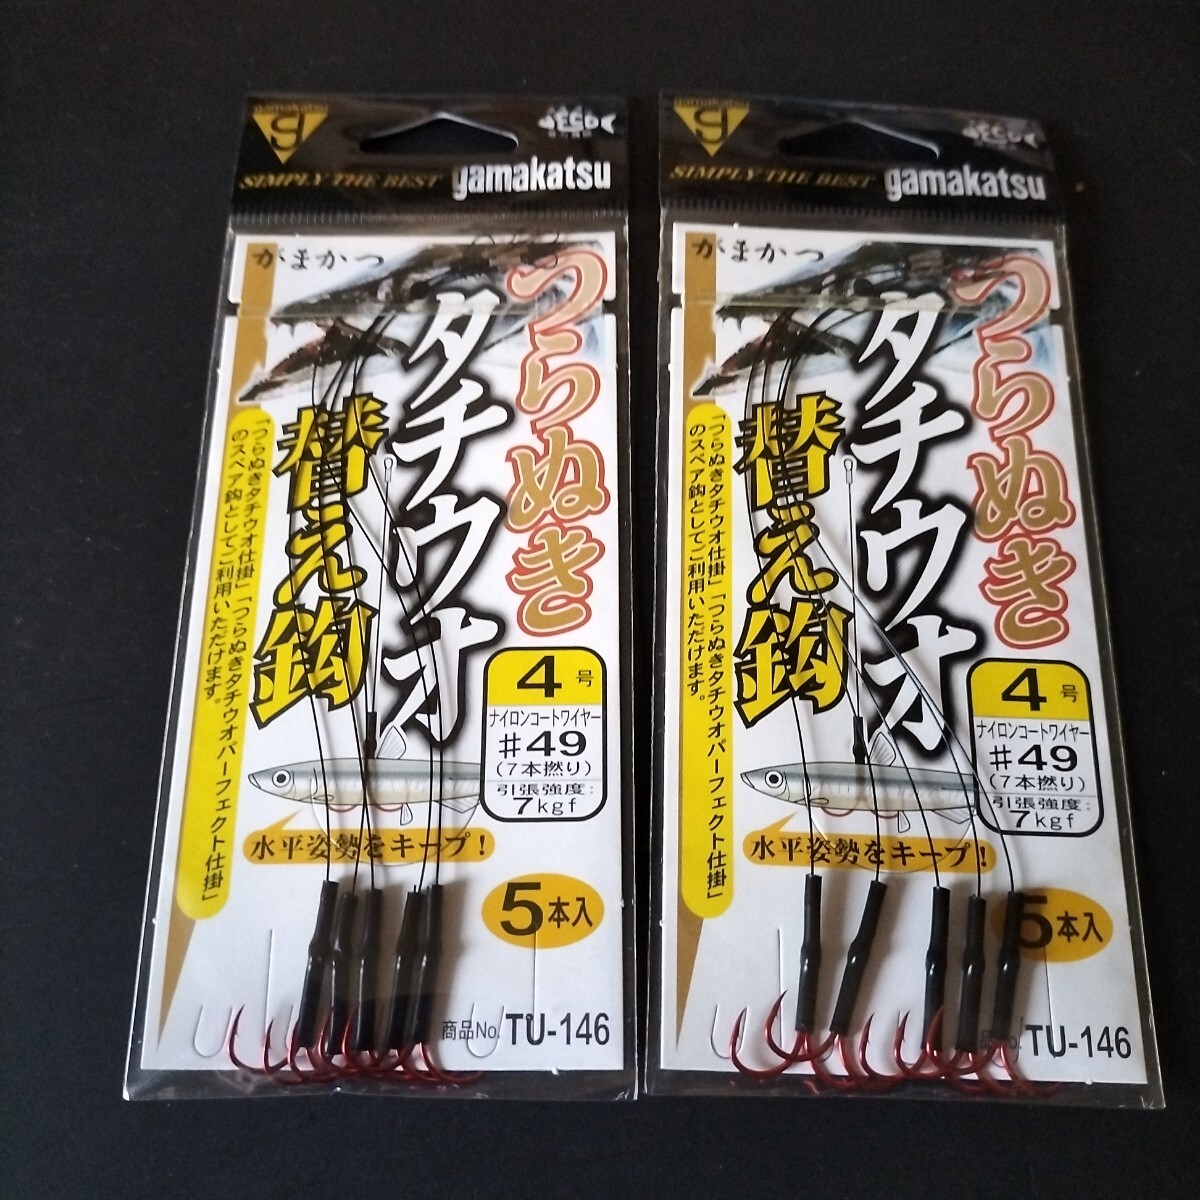 gamakatsu
SIMPLY THE BEST
gamakatsu
がまかつ
つらぬき
タチウオ
替え鈎
「つらぬきタチウオ仕掛」「つらぬきタチウオパーフェクト仕掛」
のスペア鈎としてご利用いただけます。
4号
ナイロンコートワイヤー
#49
(7本撚り)
引張強度:
7kgf
水平姿勢をキープ!
5本入
商品No. TU-146
gamakatsu
SIMPLY THE BEST
gamakatsu
がまかつ
つらぬき
タチウオ
替え鈎
「つらぬきタチウオ仕掛」「つらぬきタチウオパーフェクト仕掛」
のスペア鈎としてご利用いただけます。
4号
ナイロンコートワイヤー
#49
(7本撚り)
引張強度:
7kgf
水平姿勢をキープ!
5本入
品No. TU-146